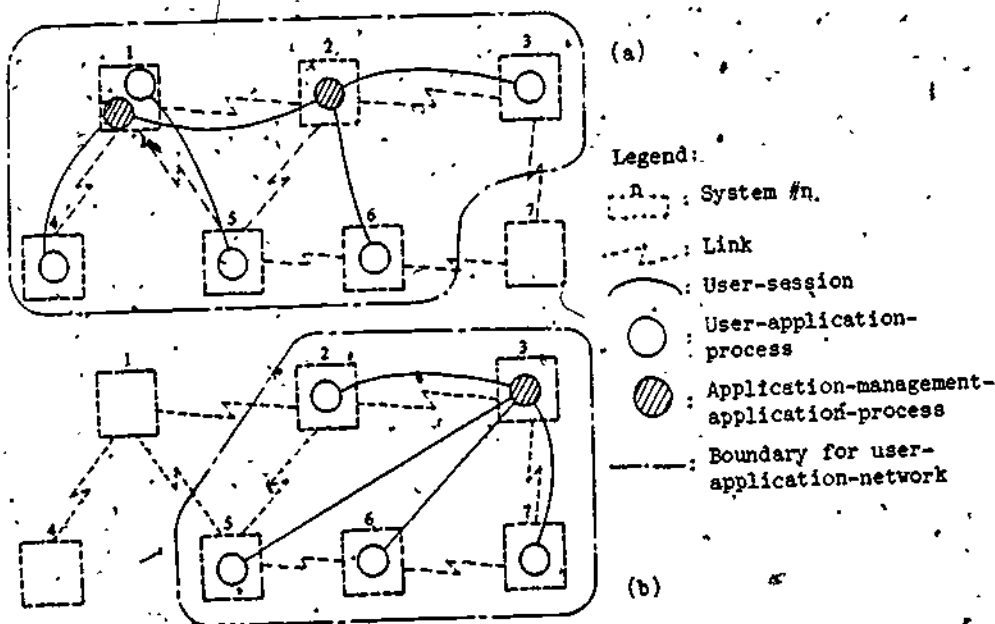 (a)
1
2
3
4
5
6
7
Legend:
n : System #n.
: Link
: User-session
: User-application-
process
: Application-management-
application-process
: Boundary for user-
application-network
1
2
3
4
5
6
7
(b)